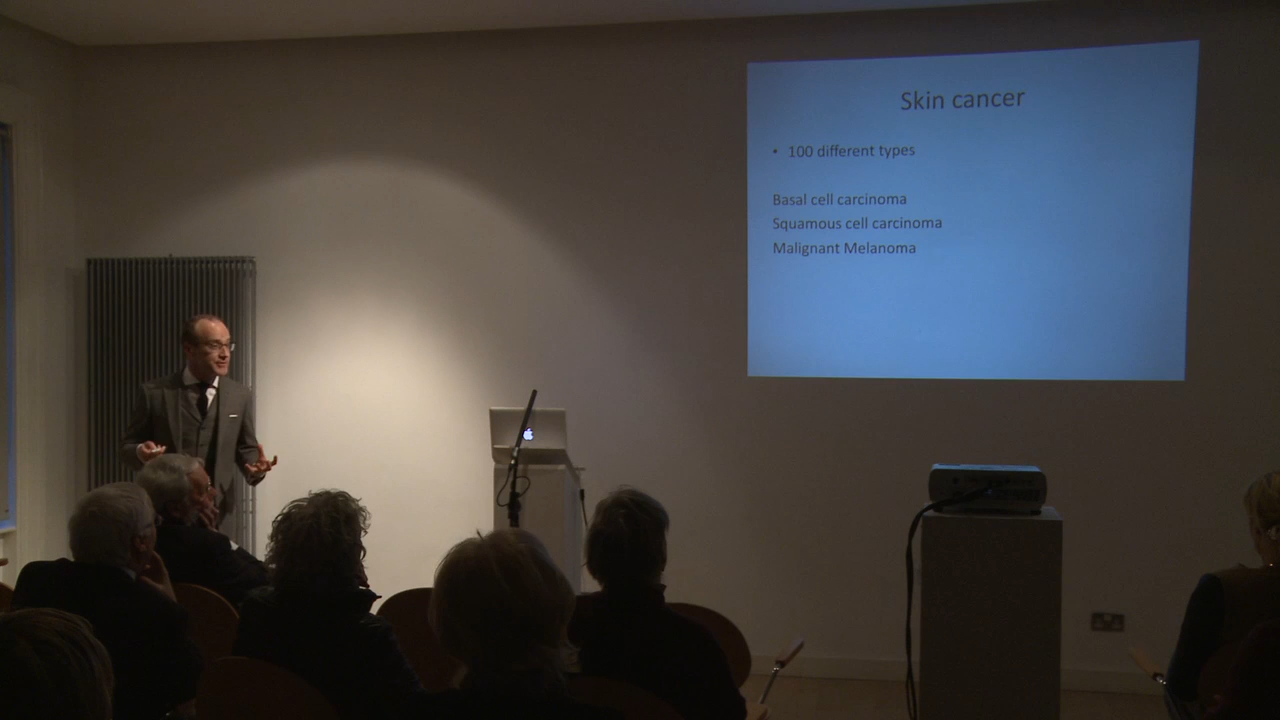 Skin cancer
• 100 different types
Basal cell carcinoma
Squamous cell carcinoma
Malignant Melanoma